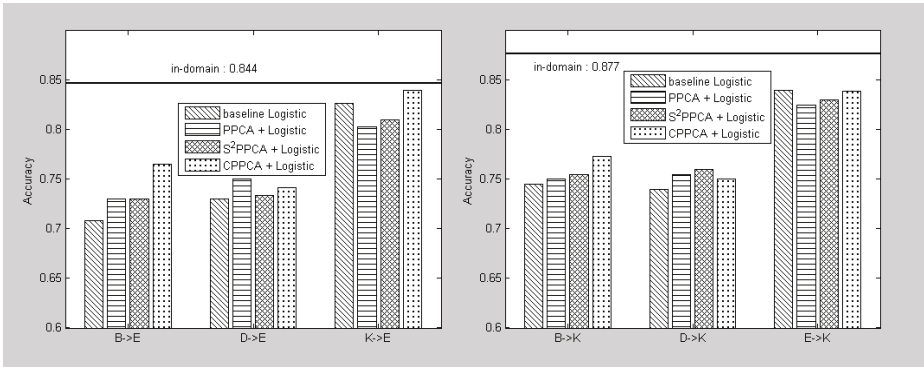 in-domain : 0.844
0.85
0.8
0.75
0.7
0.65
0.6
Accuracy
baseline Logistic
PPCA + Logistic
S²PPCA + Logistic
CPPCA + Logistic
B->E
D->E
K->E
in-domain : 0.877
0.85
0.8
0.75
0.7
0.65
0.6
Accuracy
baseline Logistic
PPCA + Logistic
S²PPCA + Logistic
CPPCA + Logistic
B->K
D->K
E->K